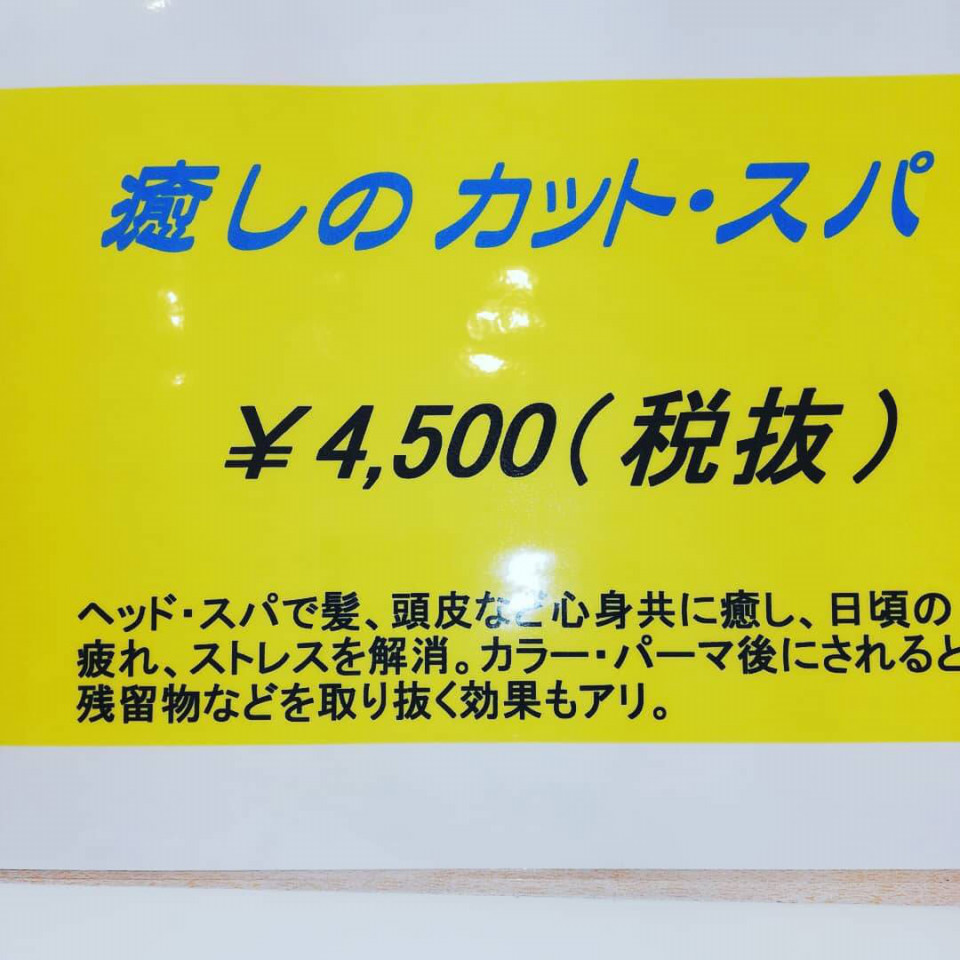 癒しのカット・スパ
￥4,500(税抜)
ヘッド・スパで髪、頭皮など心身共に癒し、日頃の
疲れ、ストレスを解消。カラー・パーマ後にされると
残留物などを取り抜く効果もアリ。